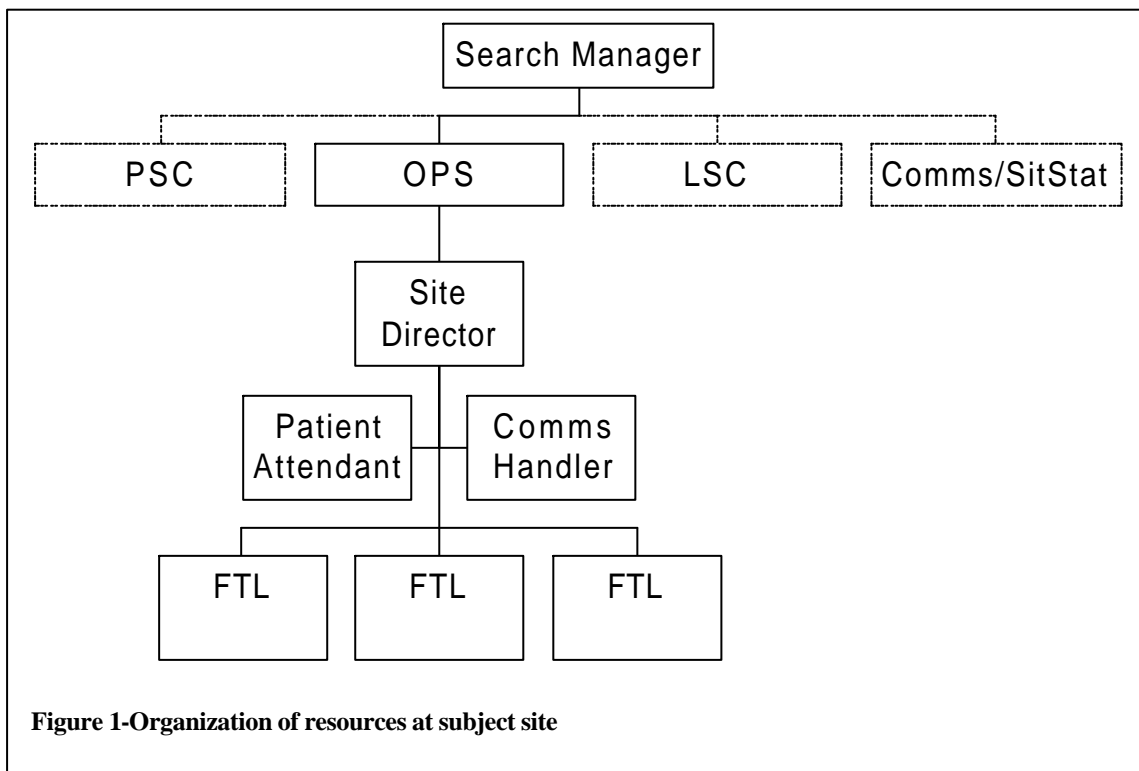 Search Manager
PSC
OPS
LSC
Comms/SitStat
Site
Director
Patient
Attendant
Comms
Handler
FTL
FTL
FTL
Figure 1-Organization of resources at subject site